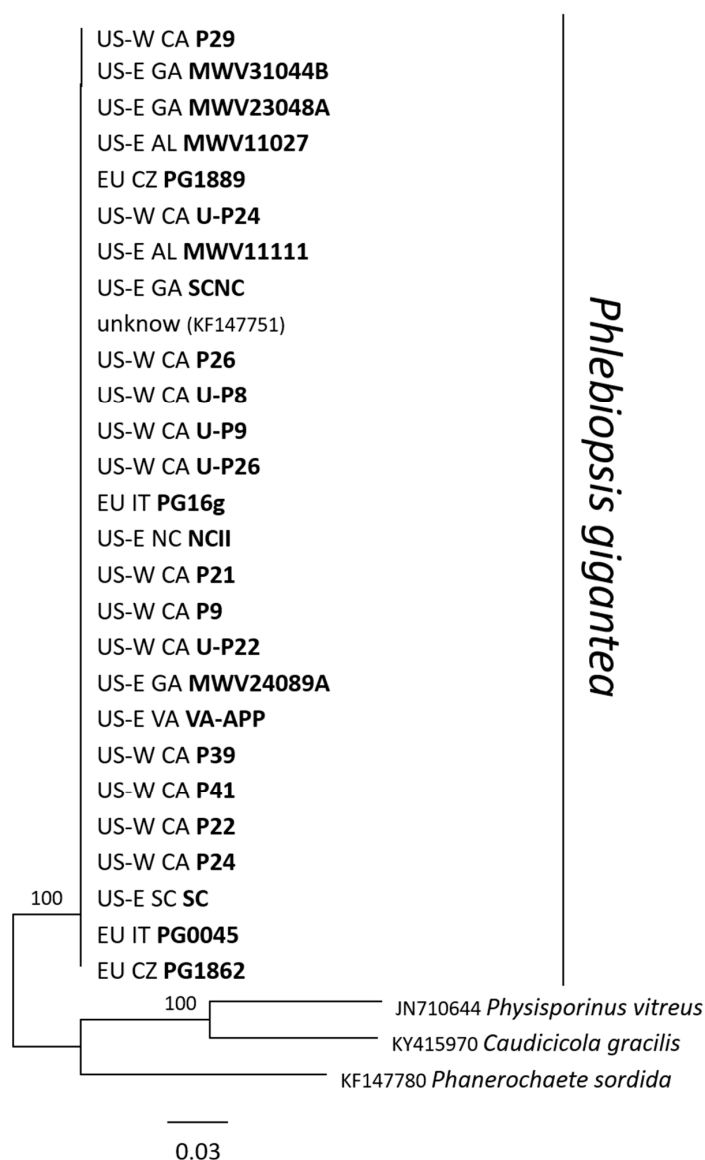 US-W CA P29
US-E GA MWV31044B
US-E GA MWV23048A
US-E AL MWV11027
EU CZ PG1889
US-W CA U-P24
US-E AL MWV11111
US-E GA SCNC
unknow (KF147751)
US-W CA P26
US-W CA U-P8
US-W CA U-P9
US-W CA U-P26
EU IT PG16g
US-E NC NCII
US-W CA P21
US-W CA P9
US-W CA U-P22
US-E GA MWV24089A
US-E VA VA-APP
US-W CA P39
US-W CA P41
US-W CA P22
US-W CA P24
US-E SC SC
EU IT PG0045
EU CZ PG1862
Phlebiopsis gigantea
100
100
JN710644 Physisporinus vitreus
KY415970 Caudicicola gracilis
KF147780 Phanerochaete sordida
0.03